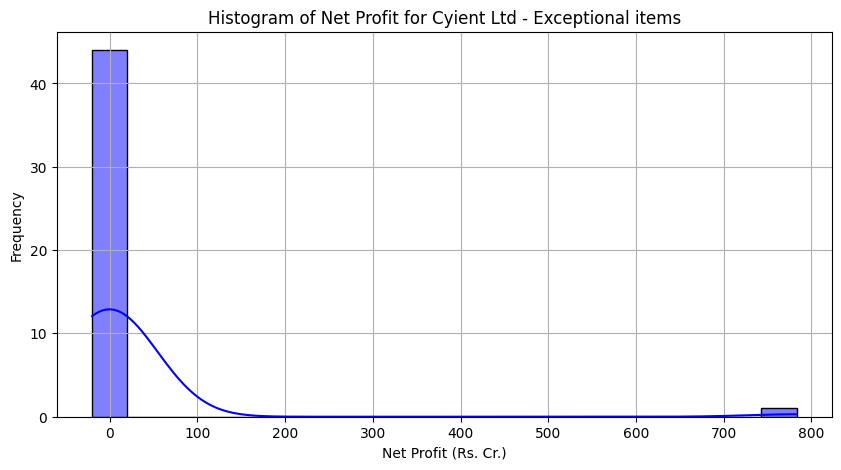 Histogram of Net Profit for Cyient Ltd - Exceptional items
Frequency
40
30
20
10
0
0 100 200 300 400 500 600 700 800
Net Profit (Rs. Cr.)